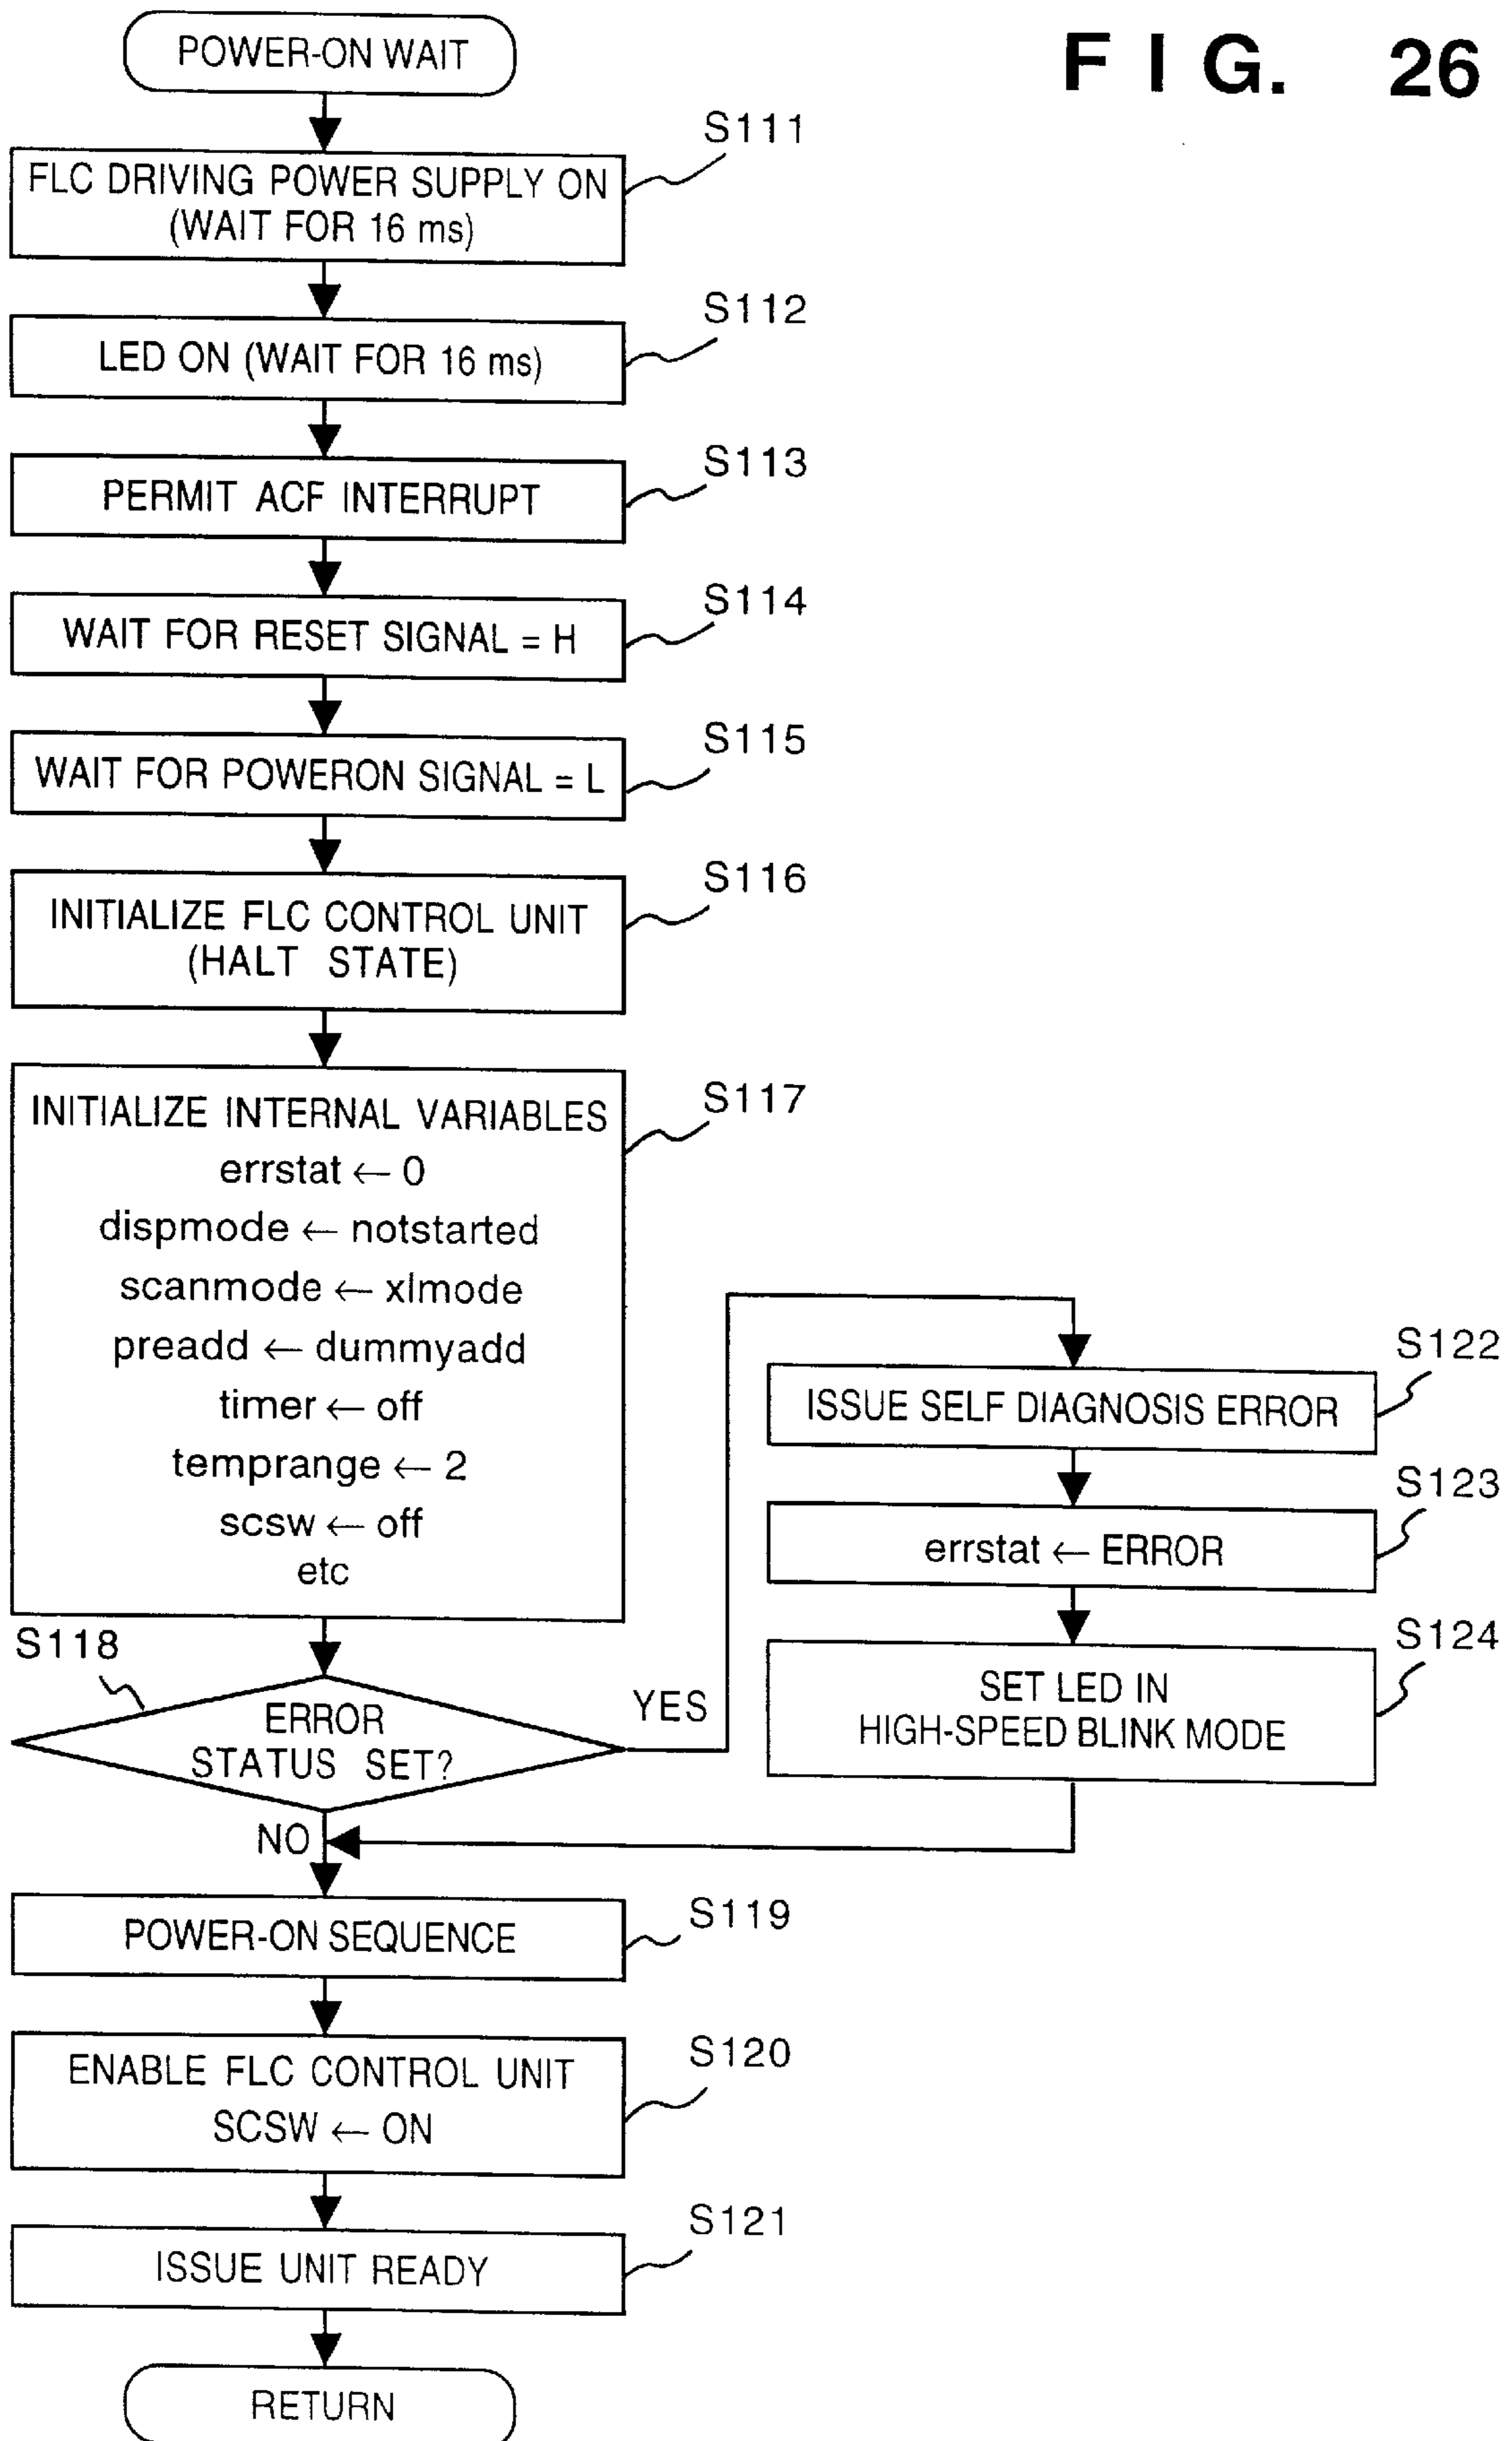 FIG. 26
POWER-ON WAIT
S111
FLC DRIVING POWER SUPPLY ON
(WAIT FOR 16 ms)
S112
LED ON (WAIT FOR 16 ms)
S113
PERMIT ACF INTERRUPT
S114
WAIT FOR RESET SIGNAL = H
S115
WAIT FOR POWERON SIGNAL = L
S116
INITIALIZE FLC CONTROL UNIT
(HALT STATE)
S117
INITIALIZE INTERNAL VARIABLES
errstat ← 0
dispmode ← notstarted
scanmode ← xlmode
preadd ← dummyadd
timer ← off
temprange ← 2
scsw ← off
etc
S118
ERROR
STATUS SET?
YES
NO
S122
ISSUE SELF DIAGNOSIS ERROR
S123
errstat ← ERROR
S124
SET LED IN
HIGH-SPEED BLINK MODE
S119
POWER-ON SEQUENCE
S120
ENABLE FLC CONTROL UNIT
SCSW ← ON
S121
ISSUE UNIT READY
RETURN